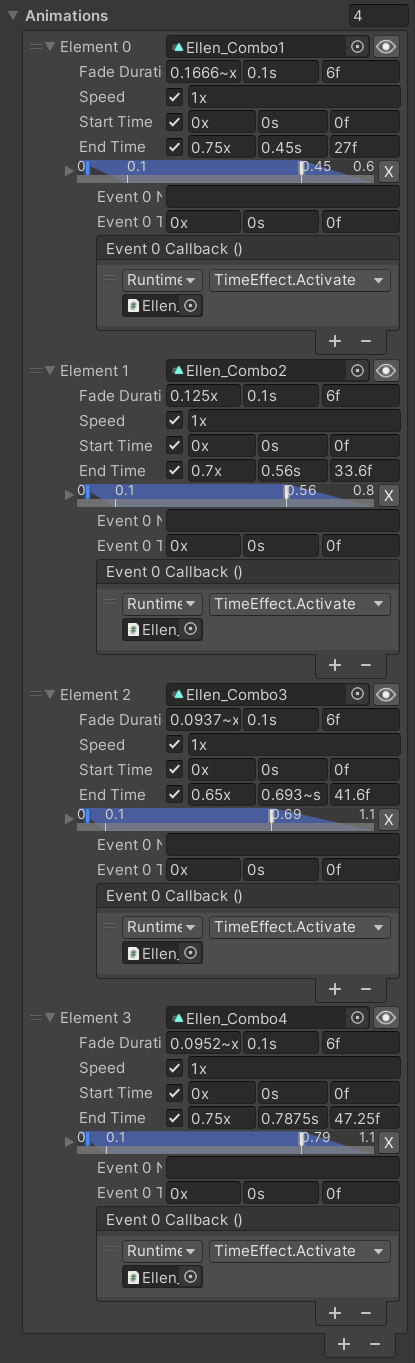 Animations 4
Element 0 Ellen_Combo1
Fade Durati 0.1666~x 0.1s 6f
Speed 1x
Start Time 0x 0s 0f
End Time 0.75x 0.45s 27f
0 0.1 0.45 0.6 X
Event 0 N
Event 0 T 0x 0s 0f
Event 0 Callback ()
Runtime TimeEffect.Activate
Ellen_
+ −
Element 1 Ellen_Combo2
Fade Durati 0.125x 0.1s 6f
Speed 1x
Start Time 0x 0s 0f
End Time 0.7x 0.56s 33.6f
0 0.1 0.56 0.8 X
Event 0 N
Event 0 T 0x 0s 0f
Event 0 Callback ()
Runtime TimeEffect.Activate
Ellen_
+ −
Element 2 Ellen_Combo3
Fade Durati 0.0937~x 0.1s 6f
Speed 1x
Start Time 0x 0s 0f
End Time 0.65x 0.693~s 41.6f
0 0.1 0.69 1.1 X
Event 0 N
Event 0 T 0x 0s 0f
Event 0 Callback ()
Runtime TimeEffect.Activate
Ellen_
+ −
Element 3 Ellen_Combo4
Fade Durati 0.0952~x 0.1s 6f
Speed 1x
Start Time 0x 0s 0f
End Time 0.75x 0.7875s 47.25f
0 0.1 0.79 1.1 X
Event 0 N
Event 0 T 0x 0s 0f
Event 0 Callback ()
Runtime TimeEffect.Activate
Ellen_
+ −
+ −